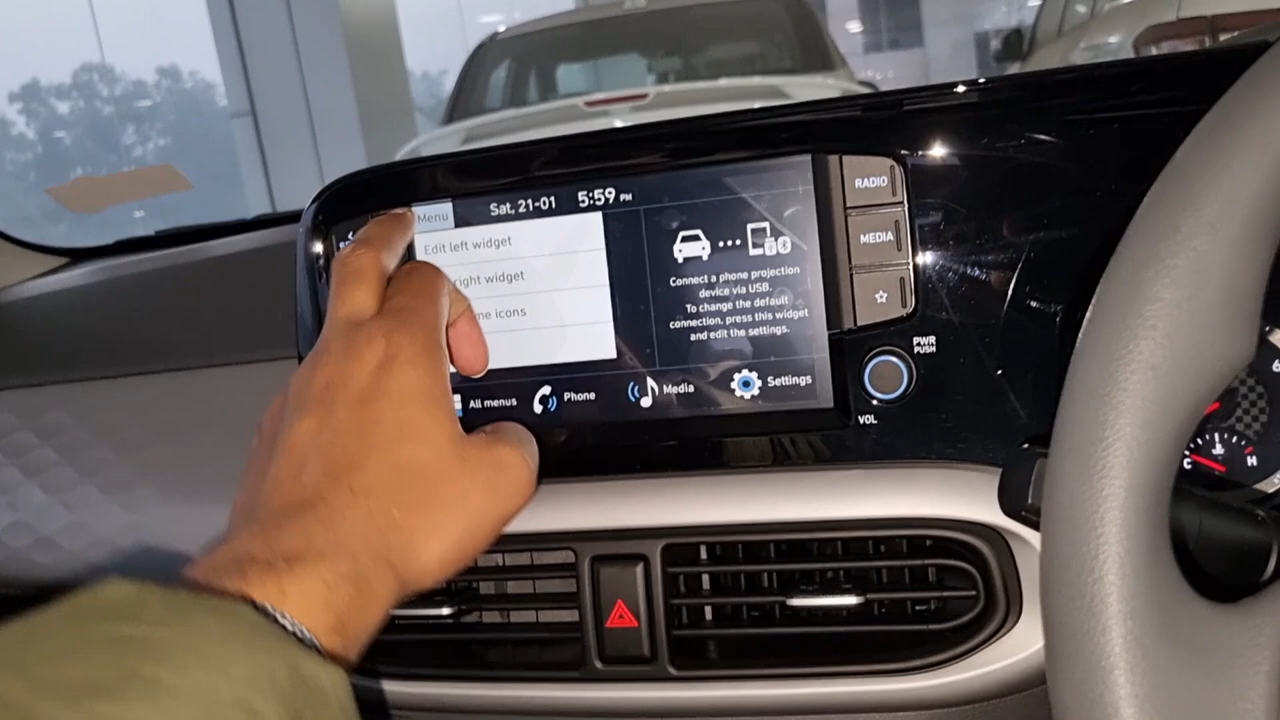 Menu
Sat, 21-01
5:59 PM
Edit left widget
right widget
me icons
Connect a phone projection
device via USB.
To change the default
connection, press this widget
and edit the settings.
All menus
Phone
Media
Settings
RADIO
MEDIA
PWR
PUSH
VOL
C
H